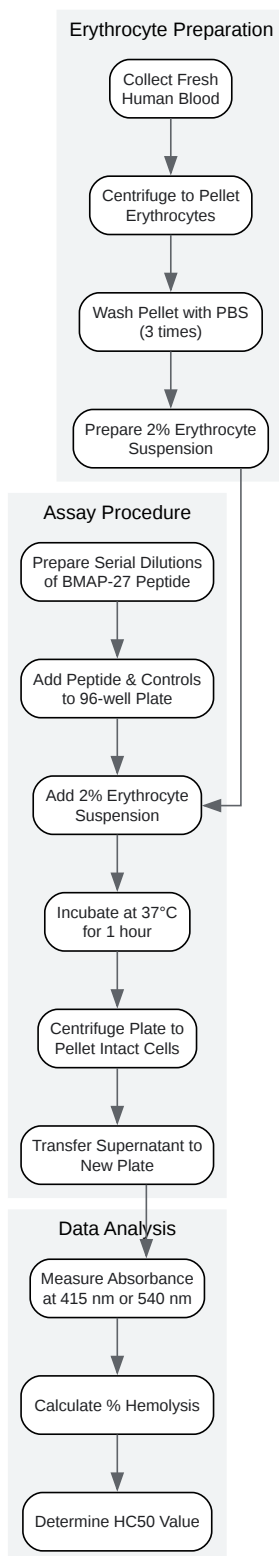 Erythrocyte Preparation
Collect Fresh
Human Blood
Centrifuge to Pellet
Erythrocytes
Wash Pellet with PBS
(3 times)
Prepare 2% Erythrocyte
Suspension
Assay Procedure
Prepare Serial Dilutions
of BMAP-27 Peptide
Add Peptide & Controls
to 96-well Plate
Add 2% Erythrocyte
Suspension
Incubate at 37°C
for 1 hour
Centrifuge Plate to
Pellet Intact Cells
Transfer Supernatant to
New Plate
Data Analysis
Measure Absorbance
at 415 nm or 540 nm
Calculate % Hemolysis
Determine HC50 Value